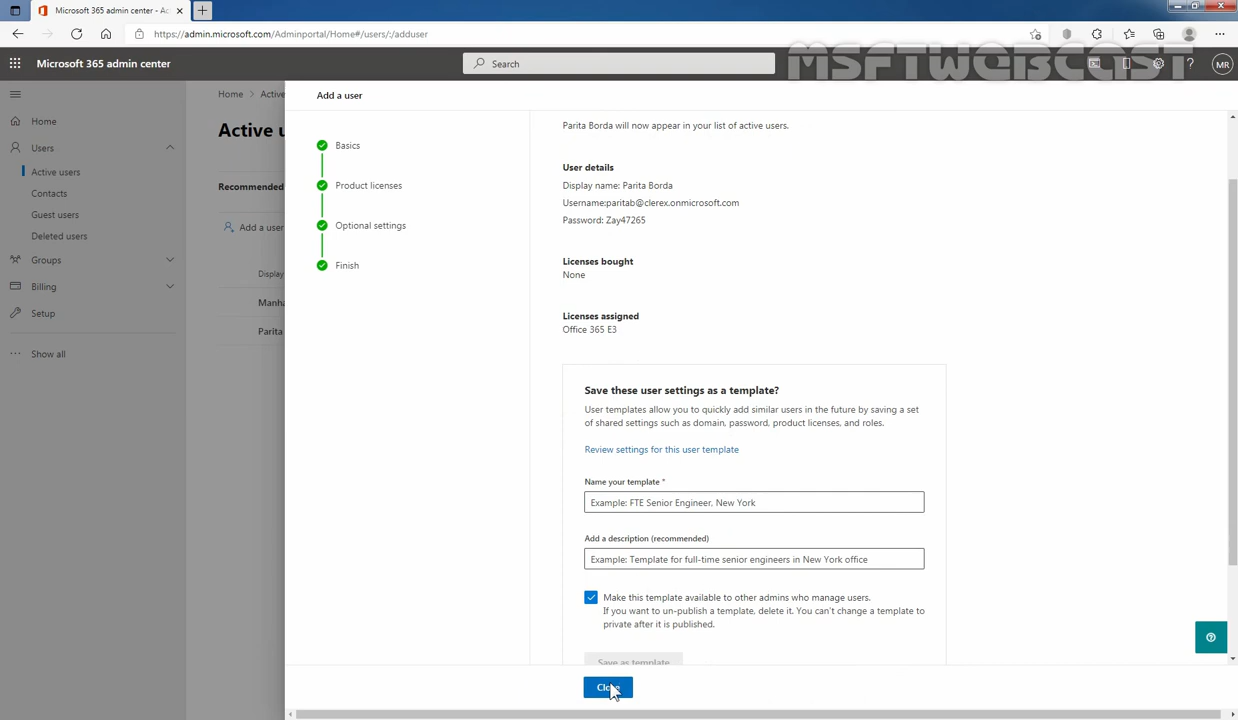 Microsoft 365 admin center - Ac
https://admin.microsoft.com/Adminportal/Home#/users/:/adduser
Microsoft 365 admin center
Search
MSFTWEBCAST
?
MR
Home
Users
Active users
Contacts
Guest users
Deleted users
Groups
Billing
Setup
Show all
Home
Active
Active u
Recommended
Add a user
Display
Manha
Parita
Add a user
Basics
Product licenses
Optional settings
Finish
Parita Borda will now appear in your list of active users.
User details
Display name: Parita Borda
Username:paritab@clerex.onmicrosoft.com
Password: Zay47265
Licenses bought
None
Licenses assigned
Office 365 E3
Save these user settings as a template?
User templates allow you to quickly add similar users in the future by saving a set
of shared settings such as domain, password, product licenses, and roles.
Review settings for this user template
Name your template *
Example: FTE Senior Engineer, New York
Add a description (recommended)
Example: Template for full-time senior engineers in New York office
Make this template available to other admins who manage users.
If you want to un-publish a template, delete it. You can't change a template to
private after it is published.
Save as template
Close